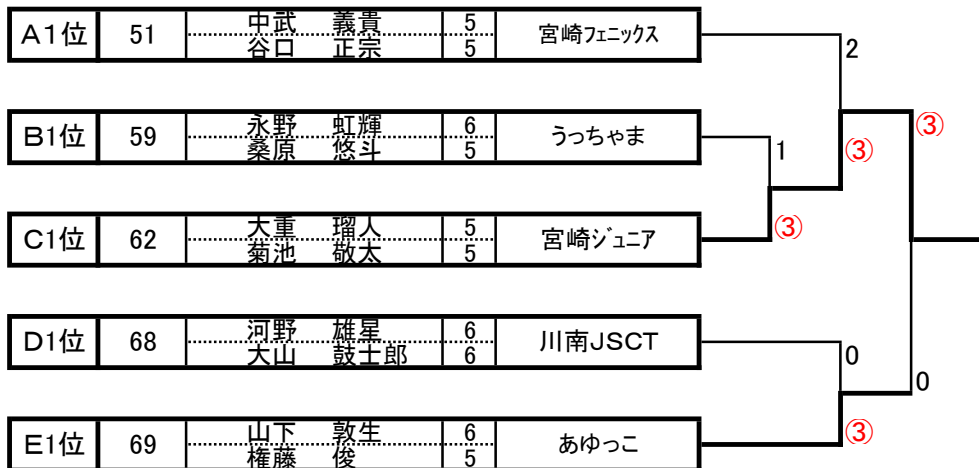 A1位 51 中武 義貴 5 宮崎フェニックス
谷口 正宗 5
2
B1位 59 永野 虹輝 6 うっちゃま ③
桑原 悠斗 5
1 ③
C1位 62 大重 瑠人 5 宮崎ジュニア ③
菊池 敬太 5
D1位 68 河野 雄星 6 川南JSCT
大山 鼓士郎 6
0
0
E1位 69 山下 敦生 6 あゆっこ ③
権藤 俊 5